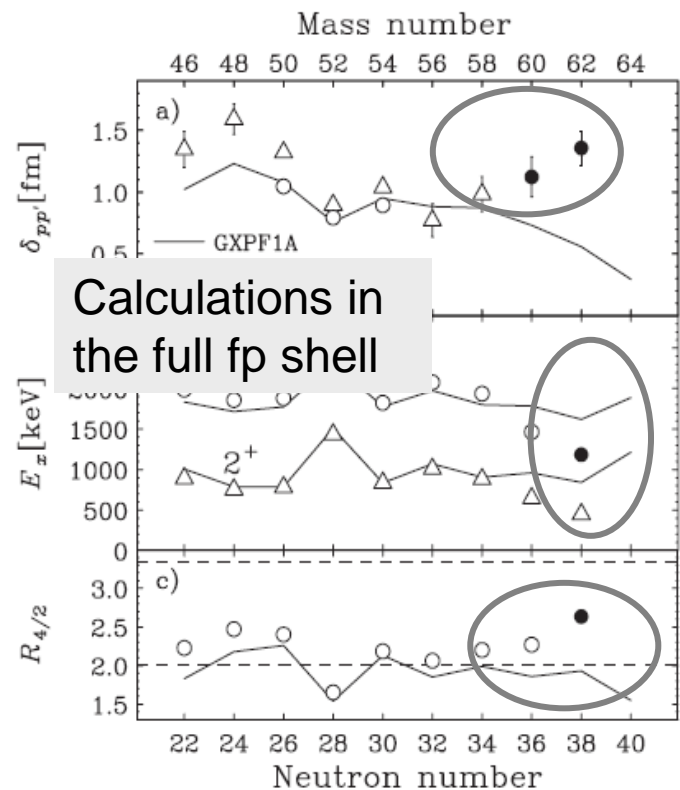 Mass number
46 48 50 52 54 56 58 60 62 64
a)
1.5
1.0
0.5
δpp′[fm]
GXPF1A
Calculations in
the full fp shell
2000
1500
1000
500
0
Ex[keV]
2+
c)
3.0
2.5
2.0
1.5
R4/2
22 24 26 28 30 32 34 36 38 40
Neutron number